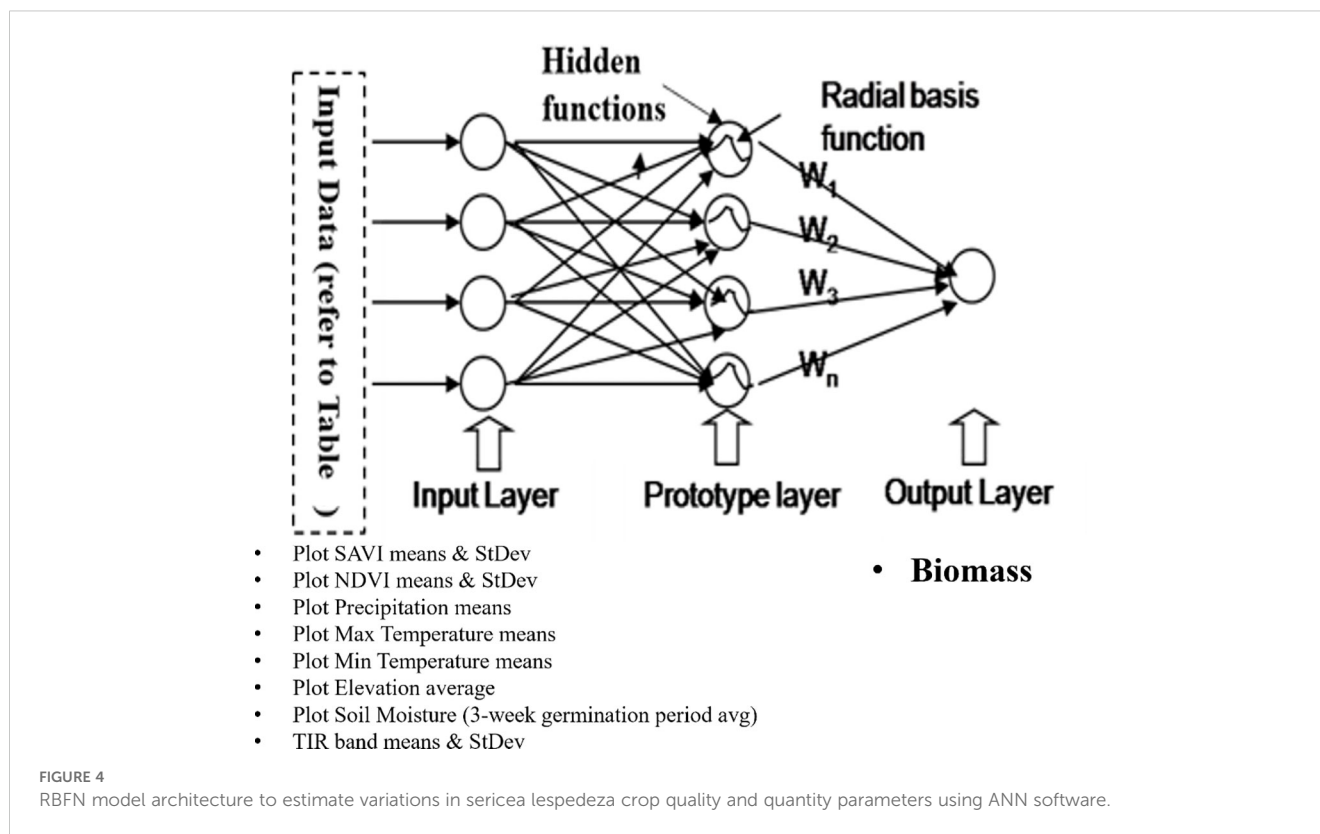 Hidden
functions
Radial basis
function
Input Data (refer to Table )
W1
W2
W3
Wn
Input Layer
Prototype layer
Output Layer
• Plot SAVI means & StDev
• Plot NDVI means & StDev
• Plot Precipitation means
• Plot Max Temperature means
• Plot Min Temperature means
• Plot Elevation average
• Plot Soil Moisture (3-week germination period avg)
• TIR band means & StDev
• Biomass
FIGURE 4
RBFN model architecture to estimate variations in sericea lespedeza crop quality and quantity parameters using ANN software.